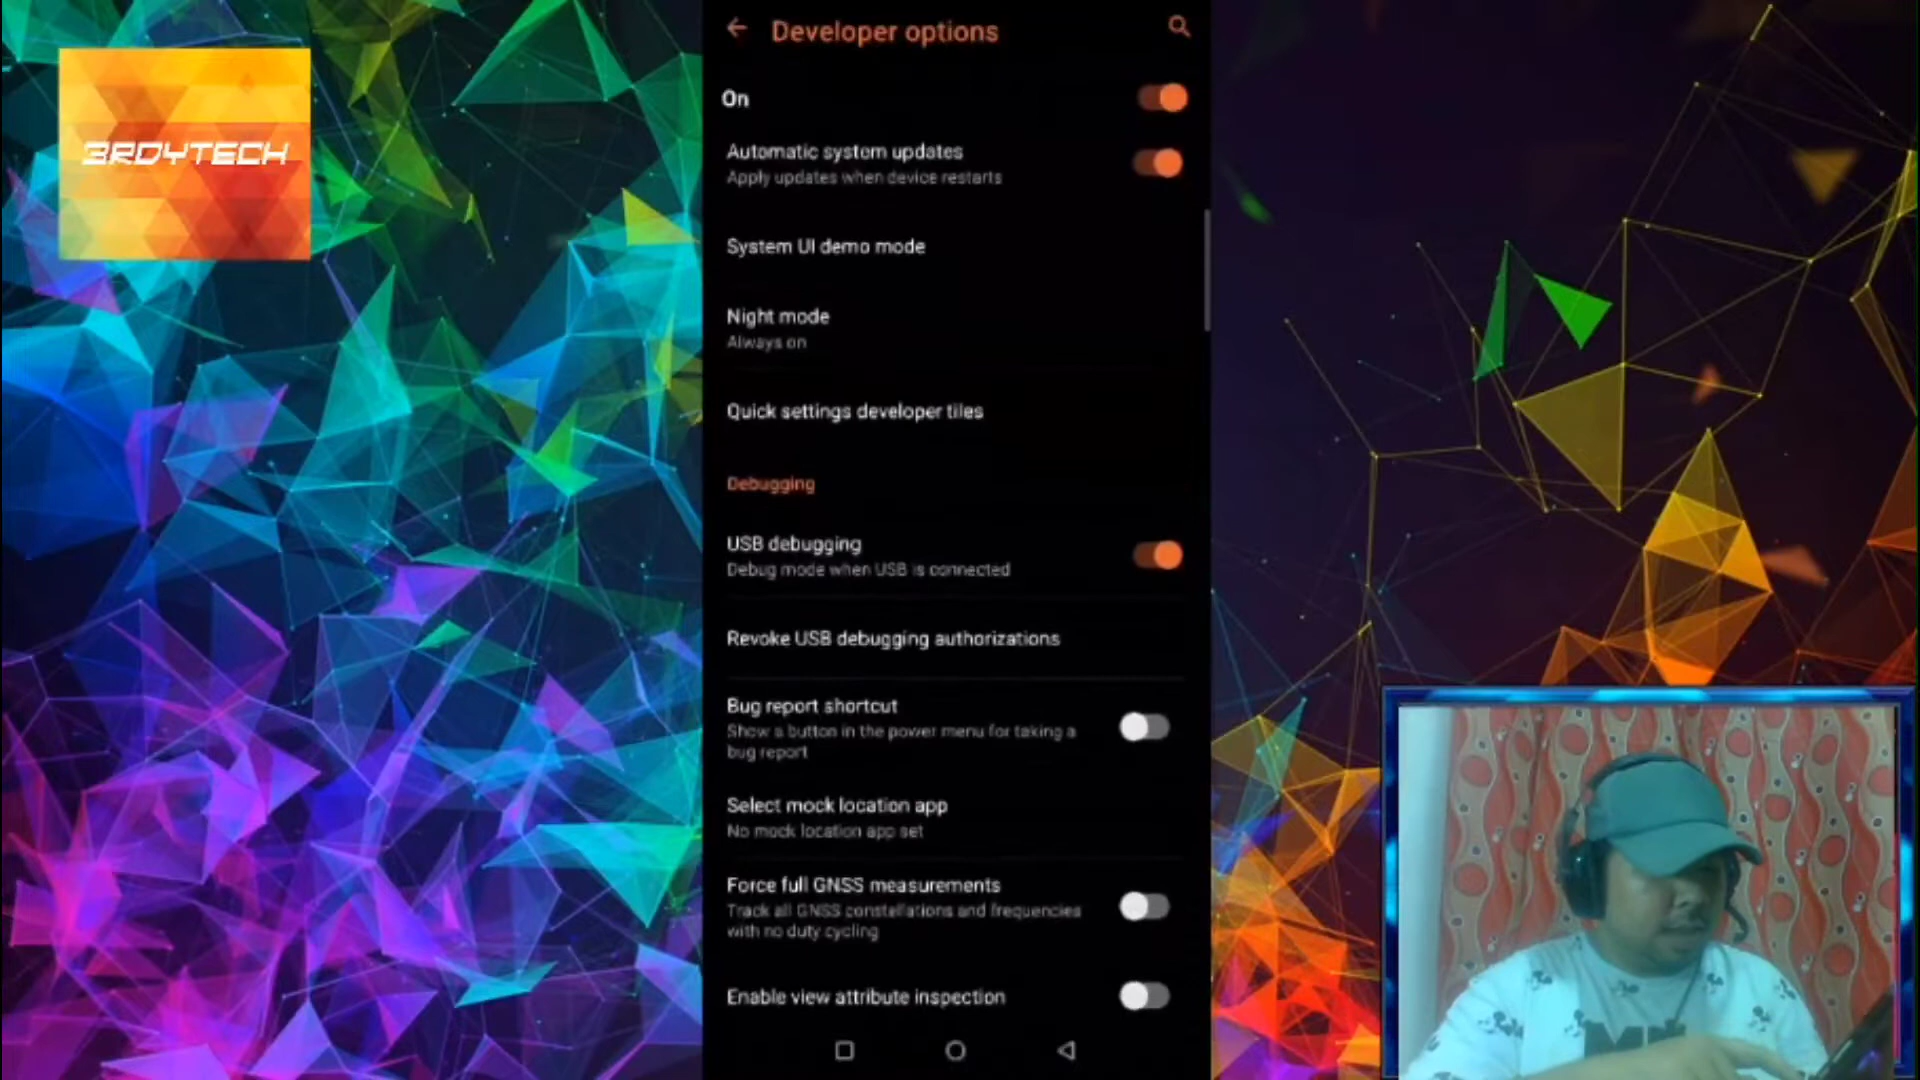 Developer options
3RDYTECH
On
Automatic system updates
Apply updates when device restarts
System UI demo mode
Night mode
Always on
Quick settings developer tiles
Debugging
USB debugging
Debug mode when USB is connected
Revoke USB debugging authorizations
Bug report shortcut
Show a button in the power menu for taking a
bug report
Select mock location app
No mock location app set
Force full GNSS measurements
Track all GNSS constellations and frequencies
with no duty cycling
Enable view attribute inspection